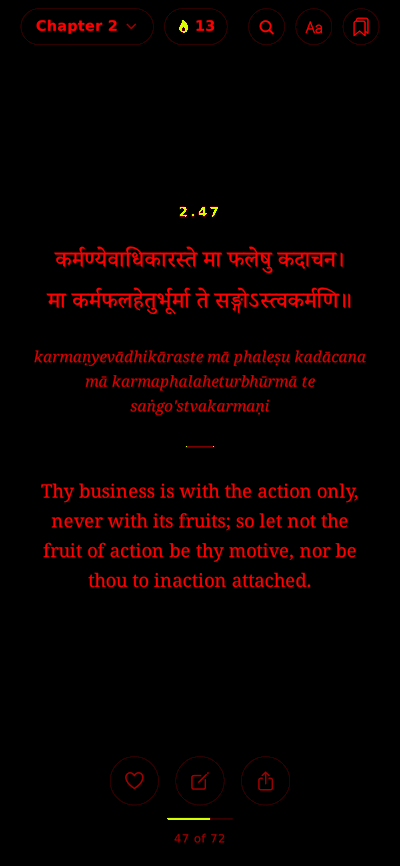 Chapter 2
13
Aa
2.47
कर्मण्येवाधिकारस्ते मा फलेषु कदाचन।
मा कर्मफलहेतुर्भूर्मा ते सङ्गोऽस्त्वकर्मणि॥
karmaṇyevādhikāraste mā phaleṣu kadācana
mā karmaphalaheturbhūrmā te
saṅgo'stvakarmaṇi
Thy business is with the action only,
never with its fruits; so let not the
fruit of action be thy motive, nor be
thou to inaction attached.
47 of 72